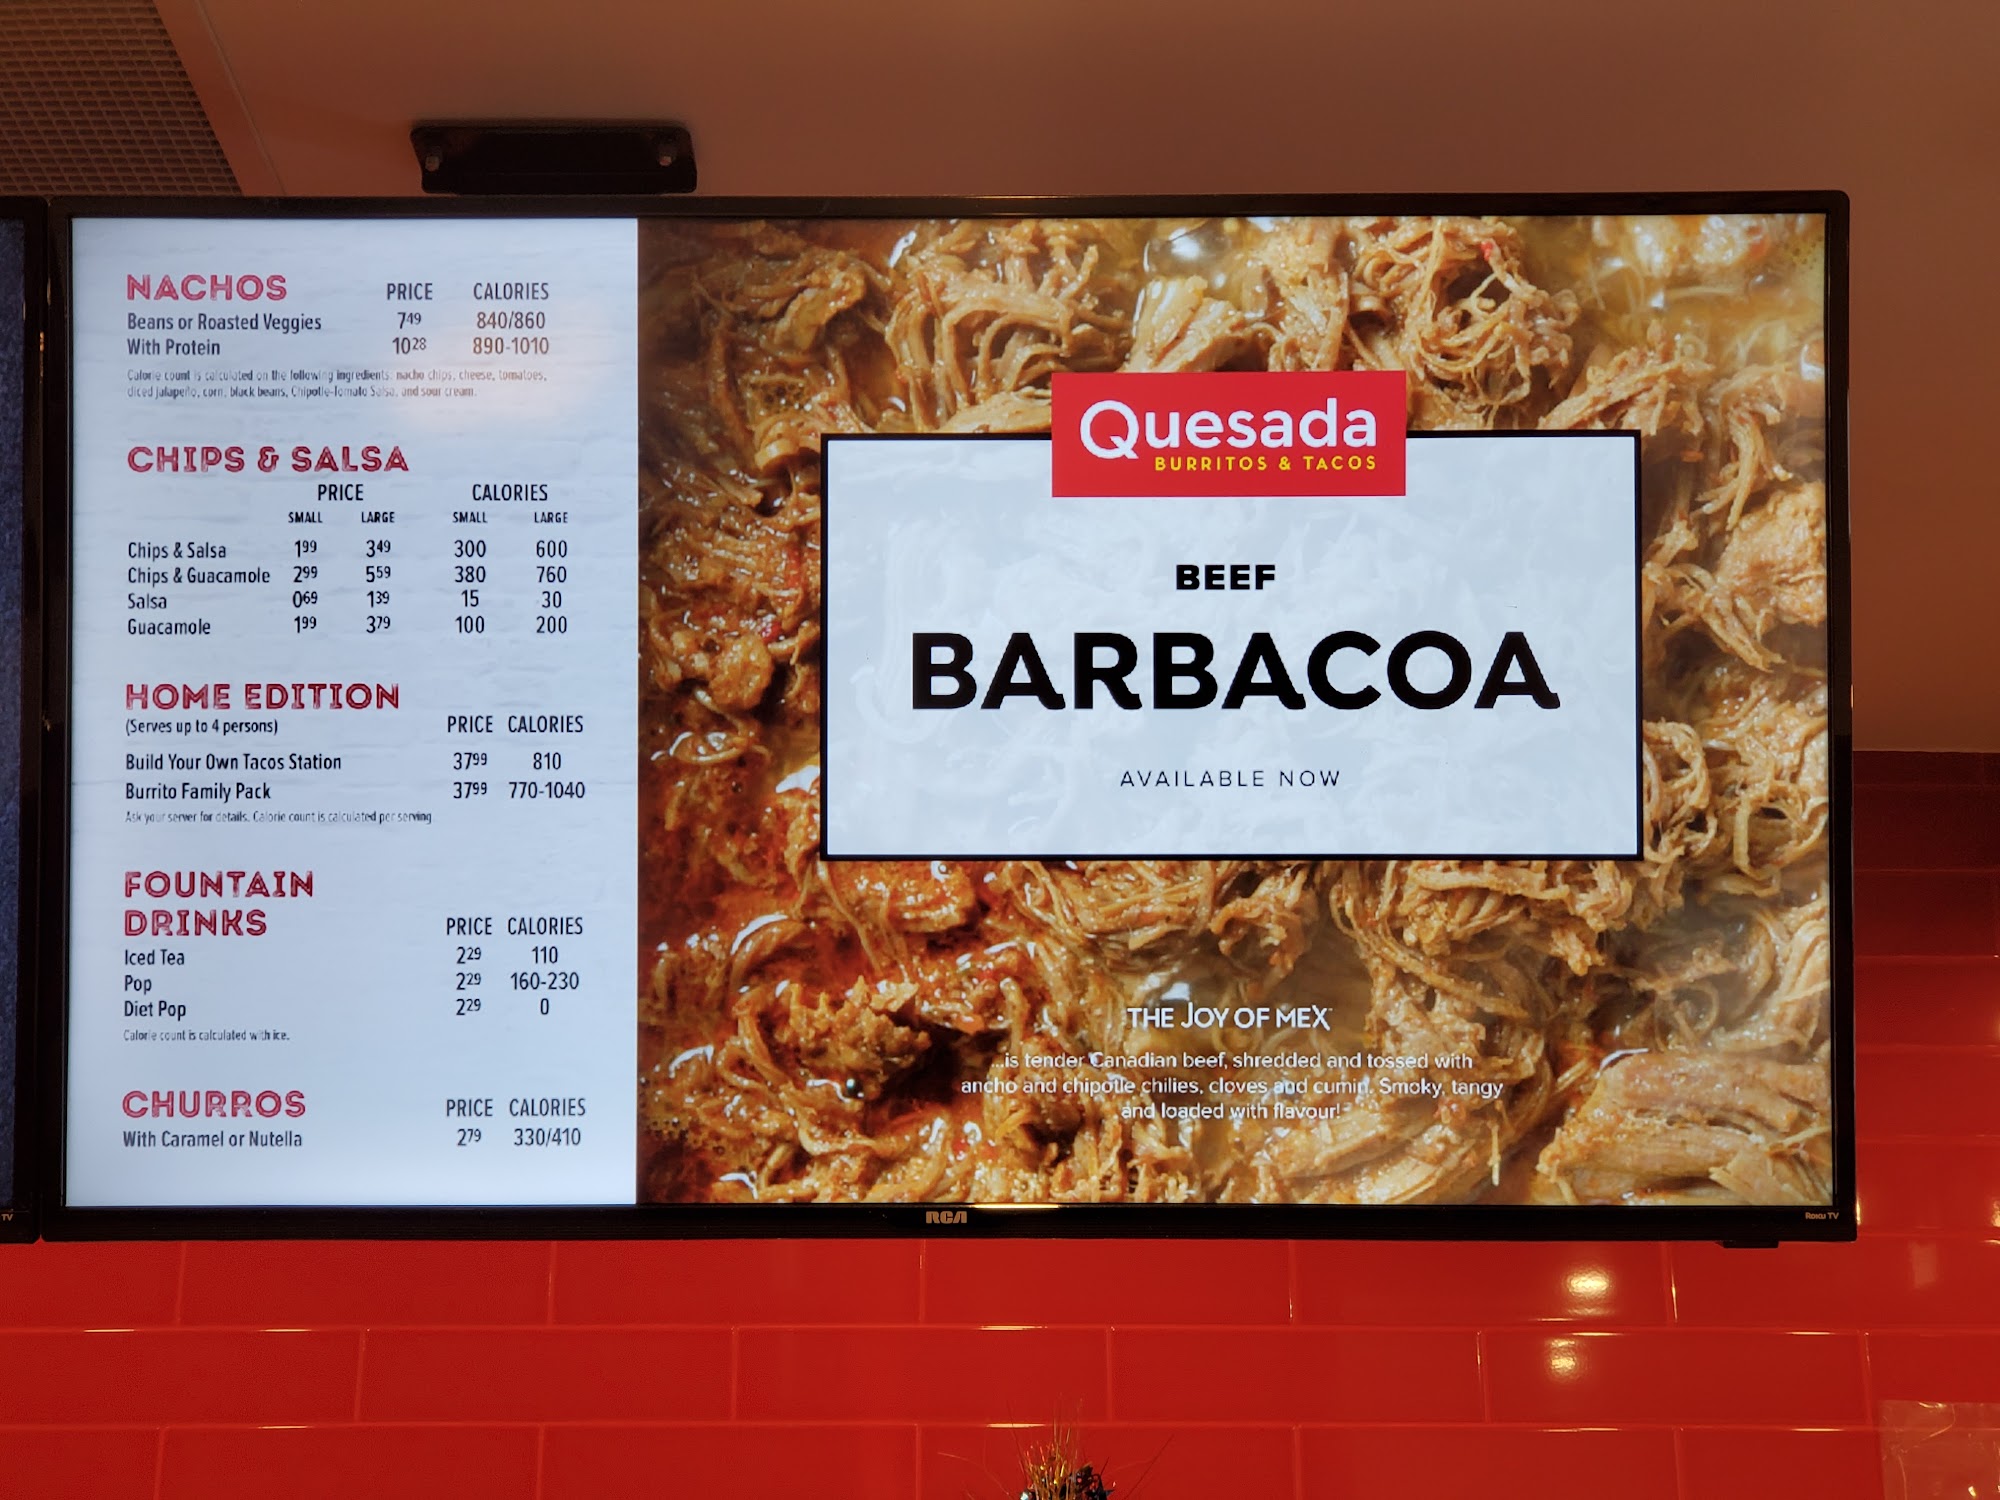 NACHOS PRICE CALORIES
Beans or Roasted Veggies 749 840/860
With Protein 1028 890-1010
Calorie count is calculated on the following ingredients: nacho chips, cheese, tomatoes,
diced jalapeño, corn, black beans, Chipotle-Tomato Salsa, and sour cream.
CHIPS & SALSA
PRICE CALORIES
SMALL LARGE SMALL LARGE
Chips & Salsa 199 349 300 600
Chips & Guacamole 299 559 380 760
Salsa 069 139 15 30
Guacamole 199 379 100 200
HOME EDITION
(Serves up to 4 persons) PRICE CALORIES
Build Your Own Tacos Station 3799 810
Burrito Family Pack 3799 770-1040
Ask your server for details. Calorie count is calculated per serving
FOUNTAIN
DRINKS PRICE CALORIES
Iced Tea 229 110
Pop 229 160-230
Diet Pop 229 0
Calorie count is calculated with ice.
CHURROS PRICE CALORIES
With Caramel or Nutella 279 330/410
Quesada
BURRITOS & TACOS
BEEF
BARBACOA
AVAILABLE NOW
THE JOY OF MEX
...is tender Canadian beef, shredded and tossed with
ancho and chipotle chilies, cloves and cumin. Smoky, tangy
and loaded with flavour!
TV
RCA
Roku TV